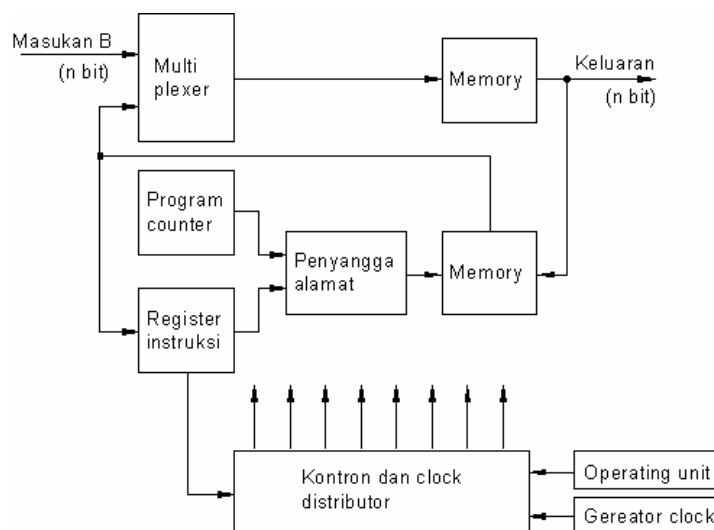 Masukan B
(n bit)
Multi
plexer
Memory
Keluaran
(n bit)
Program
counter
Penyangga
alamat
Memory
Register
instruksi
Kontron dan clock
distributor
Operating unit
Gereator clock